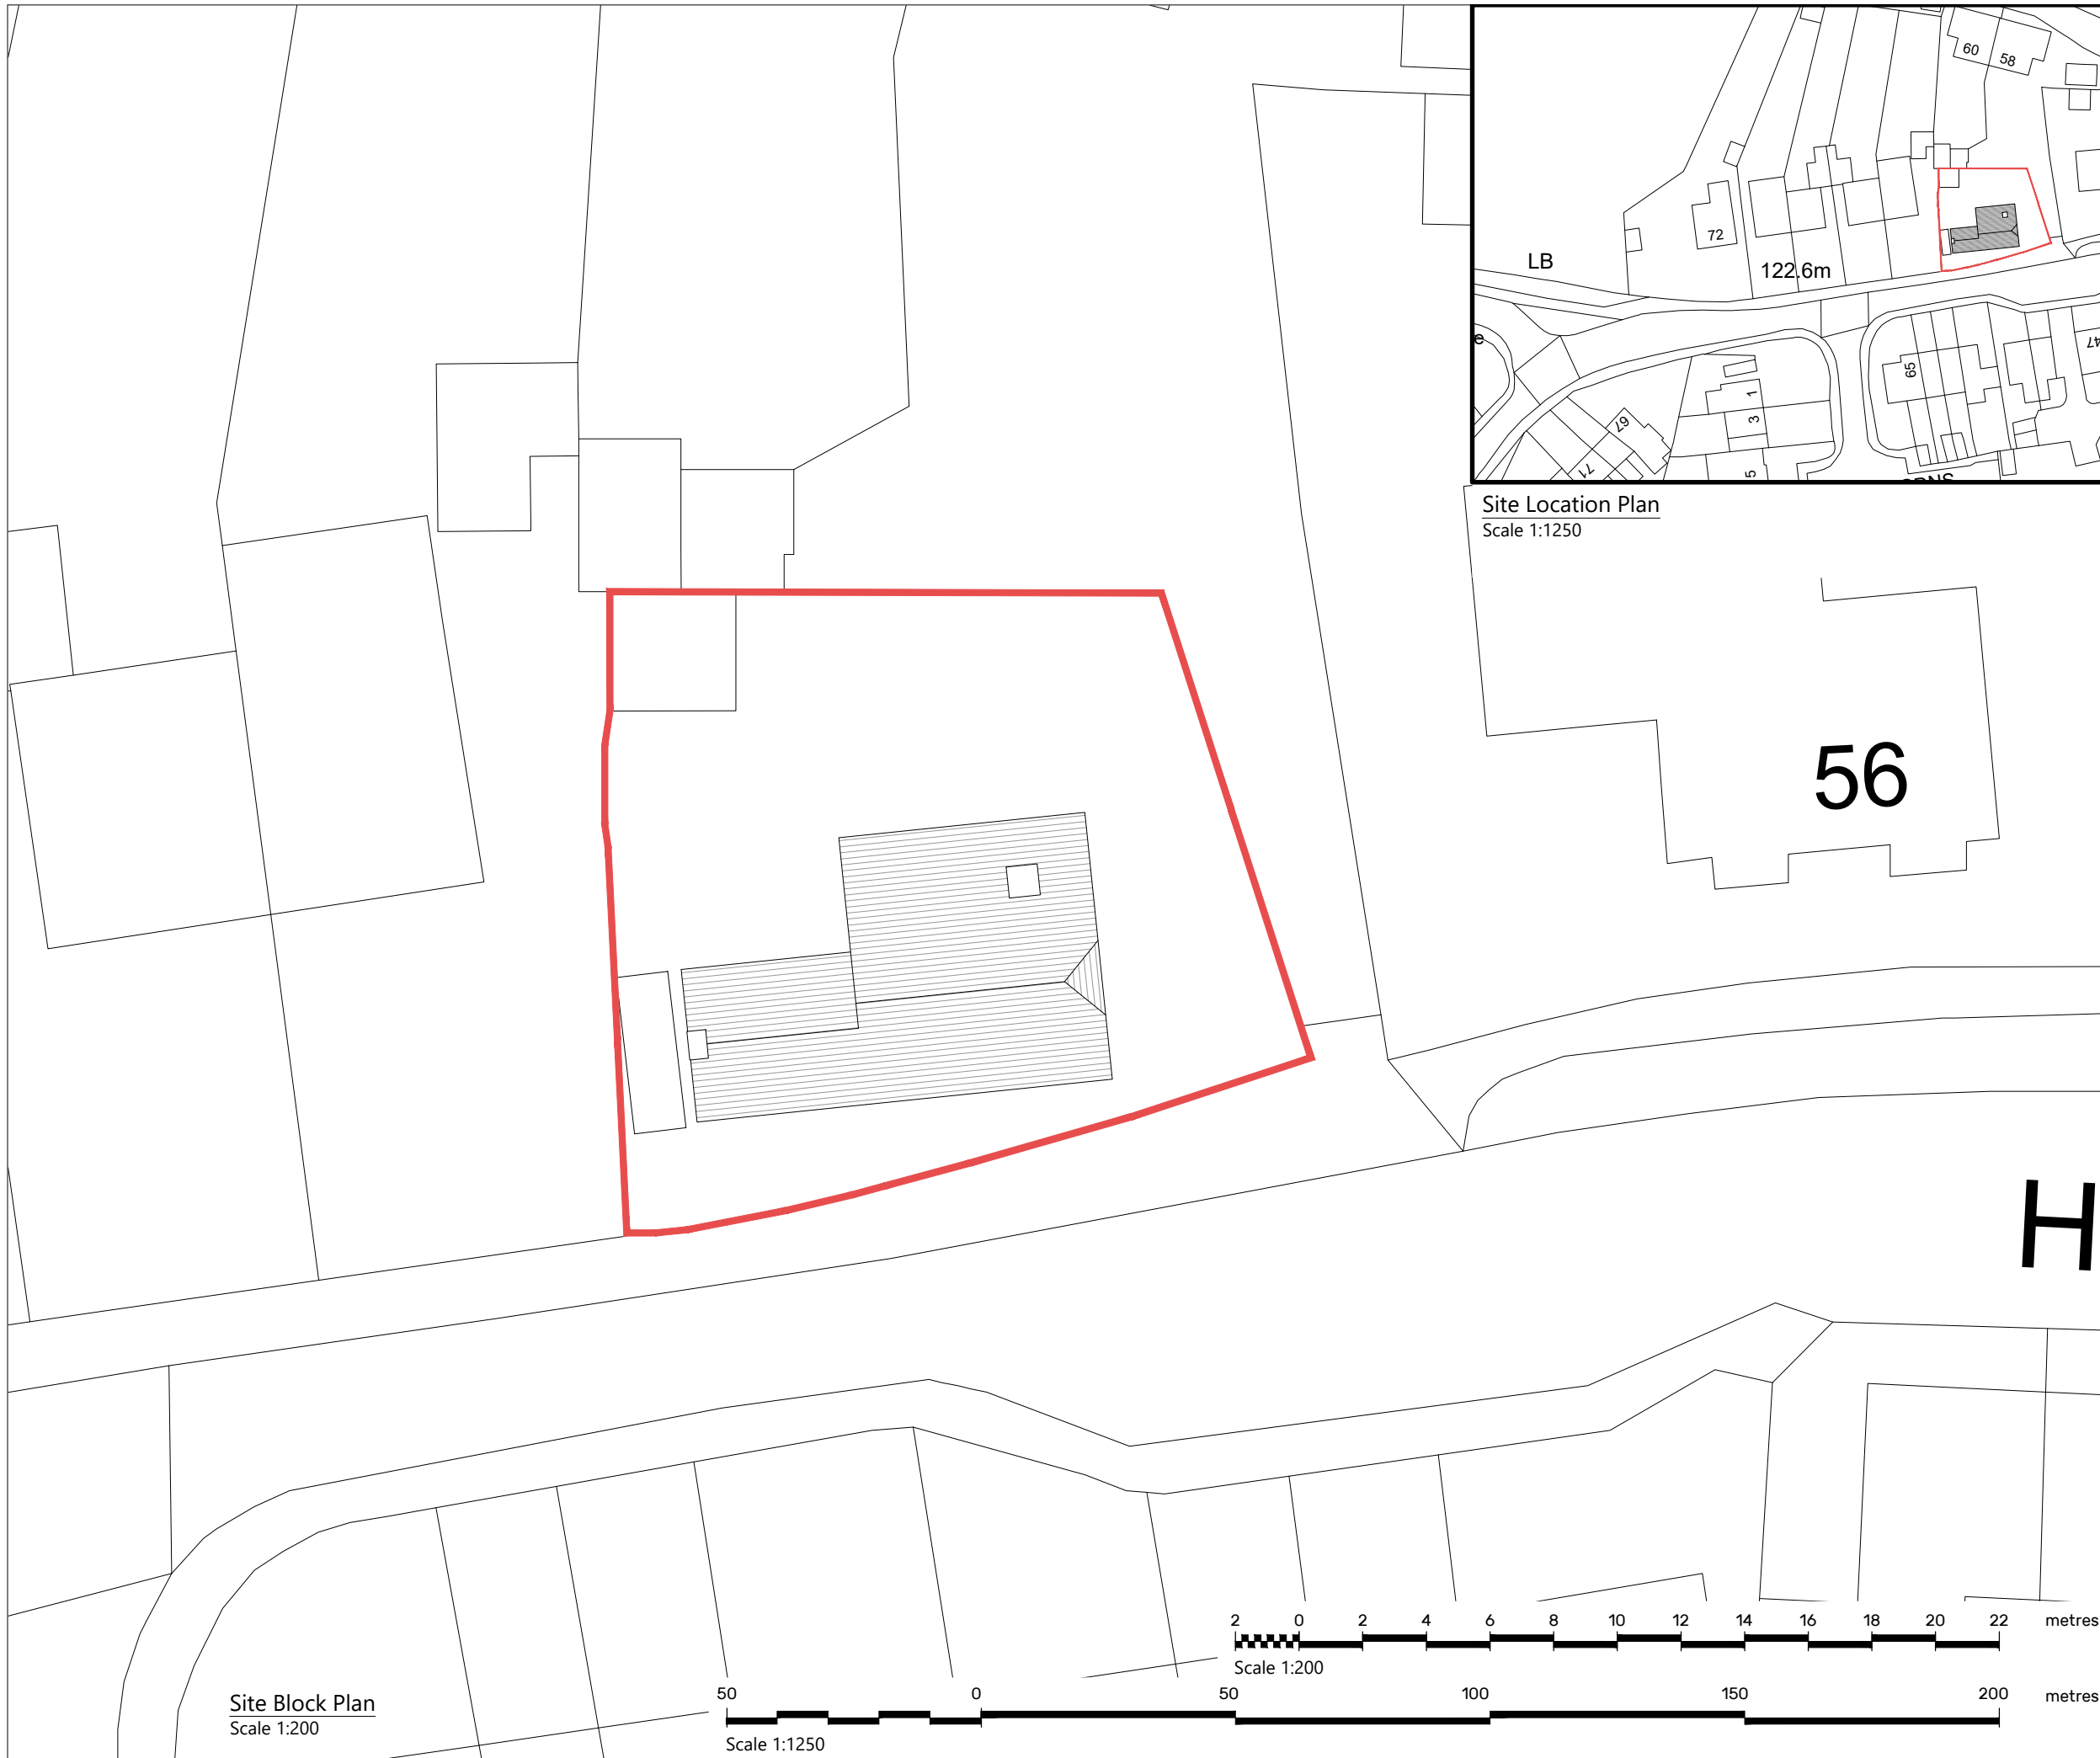 60
58
72
LB
122.6m
e
65
47
1
3
67
71
5
Site Location Plan
Scale 1:1250
56
H
2 0 2 4 6 8 10 12 14 16 18 20 22 metres
Scale 1:200
50 0 50 100 150 200 metres
Scale 1:1250
Site Block Plan
Scale 1:200